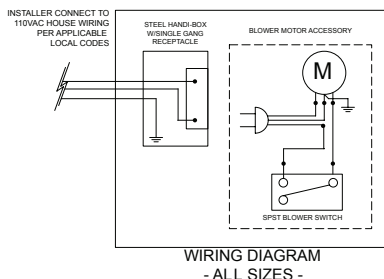 INSTALLER CONNECT TO
110VAC HOUSE WIRING
PER APPLICABLE
LOCAL CODES
STEEL HANDI-BOX
W/SINGLE GANG
RECEPTACLE
BLOWER MOTOR ACCESSORY
M
SPST BLOWER SWITCH
WIRING DIAGRAM
- ALL SIZES -